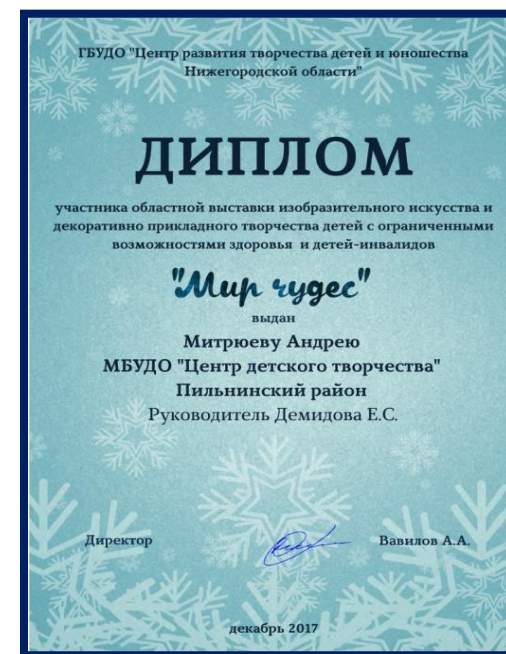 ГБУДО "Центр развития творчества детей и юношества
Нижегородской области"
ДИПЛОМ
участника областной выставки изобразительного искусства и
декоративно прикладного творчества детей с ограниченными
возможностями здоровья и детей-инвалидов
"Мир чудес"
выдан
Митрюеву Андрею
МБУДО "Центр детского творчества"
Пильнинский район
Руководитель Демидова Е.С.
Директор Вавилов А.А.
декабрь 2017